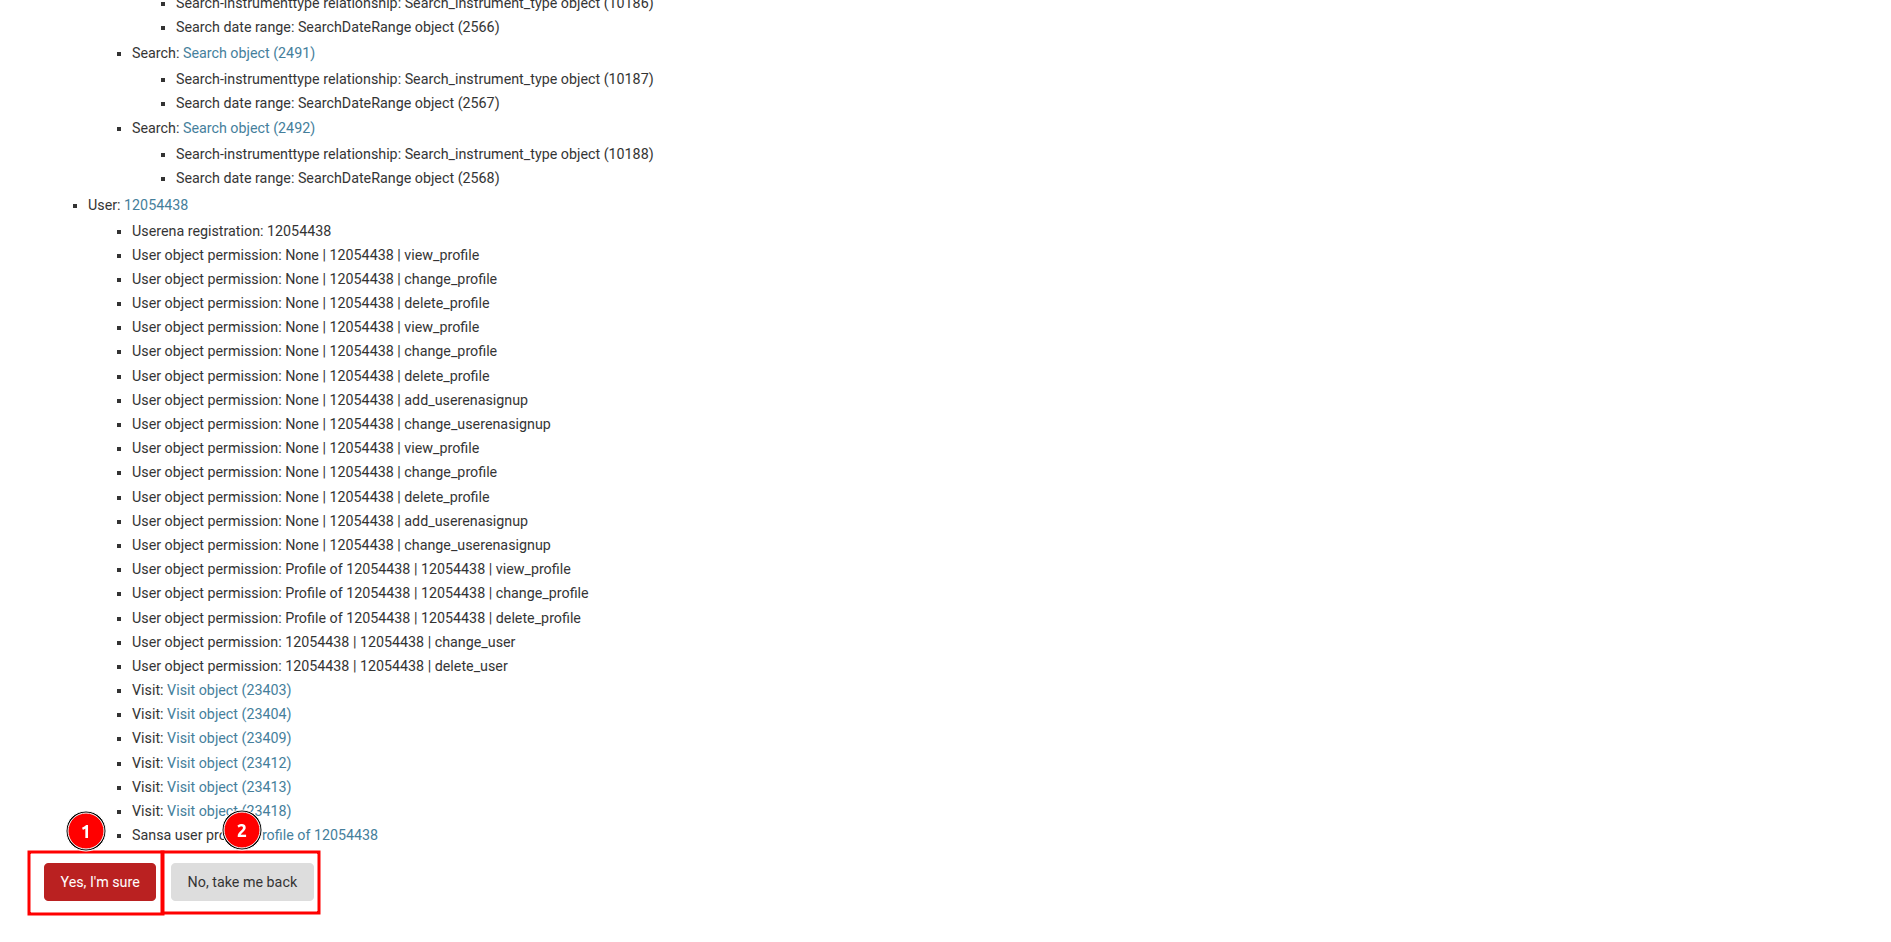 Search-instrumenttype relationship: Search_instrument_type object (10186)
Search date range: SearchDateRange object (2566)
Search: Search object (2491)
Search-instrumenttype relationship: Search_instrument_type object (10187)
Search date range: SearchDateRange object (2567)
Search: Search object (2492)
Search-instrumenttype relationship: Search_instrument_type object (10188)
Search date range: SearchDateRange object (2568)
User: 12054438
Userena registration: 12054438
User object permission: None | 12054438 | view_profile
User object permission: None | 12054438 | change_profile
User object permission: None | 12054438 | delete_profile
User object permission: None | 12054438 | view_profile
User object permission: None | 12054438 | change_profile
User object permission: None | 12054438 | delete_profile
User object permission: None | 12054438 | add_userenasignup
User object permission: None | 12054438 | change_userenasignup
User object permission: None | 12054438 | view_profile
User object permission: None | 12054438 | change_profile
User object permission: None | 12054438 | delete_profile
User object permission: None | 12054438 | add_userenasignup
User object permission: None | 12054438 | change_userenasignup
User object permission: Profile of 12054438 | 12054438 | view_profile
User object permission: Profile of 12054438 | 12054438 | change_profile
User object permission: Profile of 12054438 | 12054438 | delete_profile
User object permission: 12054438 | 12054438 | change_user
User object permission: 12054438 | 12054438 | delete_user
Visit: Visit object (23403)
Visit: Visit object (23404)
Visit: Visit object (23409)
Visit: Visit object (23412)
Visit: Visit object (23413)
Visit: Visit object (23418)
Sansa user pro rofile of 12054438
1
2
Yes, I'm sure
No, take me back